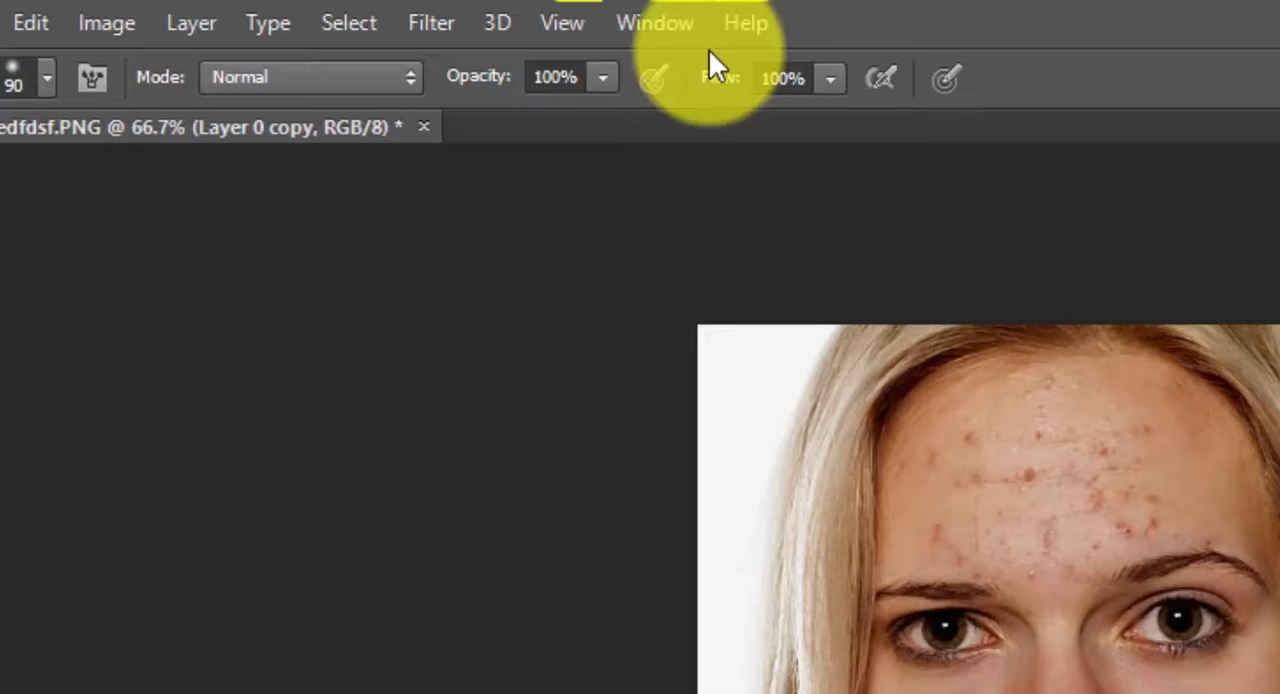 Edit Image Layer Type Select Filter 3D View Window Help
90 Mode: Normal Opacity: 100% 100%
edfdsf.PNG @ 66.7% (Layer 0 copy, RGB/8) * ×